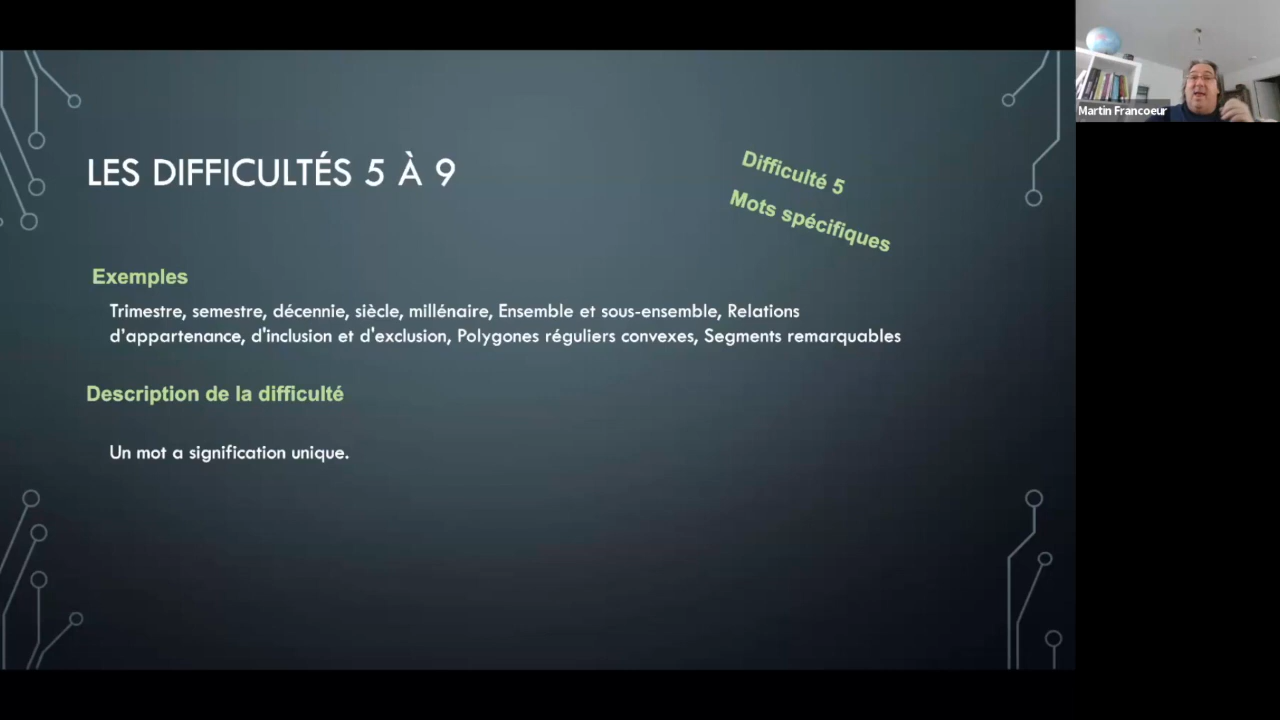 LES DIFFICULTÉS 5 À 9
Difficulté 5
Mots spécifiques
Exemples
Trimestre, semestre, décennie, siècle, millénaire, Ensemble et sous-ensemble, Relations
d'appartenance, d'inclusion et d'exclusion, Polygones réguliers convexes, Segments remarquables
Description de la difficulté
Un mot a signification unique.
Martin Francoeur